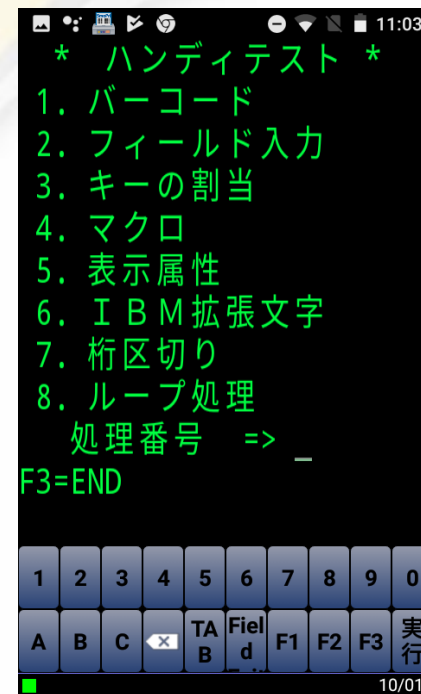 11:03
* ハンディテスト *
1. バーコード
2. フィールド入力
3. キーの割当
4. マクロ
5. 表示属性
6. IBM拡張文字
7. 桁区切り
8. ループ処理
処理番号 => _
F3=END
1 2 3 4 5 6 7 8 9 0
A B C TAB Field F1 F2 F3 実行
10/01